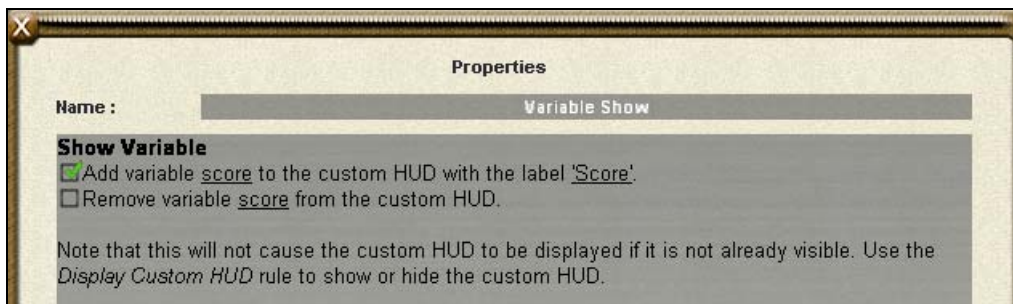 X
Properties
Name : Variable Show
Show Variable
Add variable score to the custom HUD with the label 'Score'.
Remove variable score from the custom HUD.
Note that this will not cause the custom HUD to be displayed if it is not already visible. Use the
Display Custom HUD rule to show or hide the custom HUD.